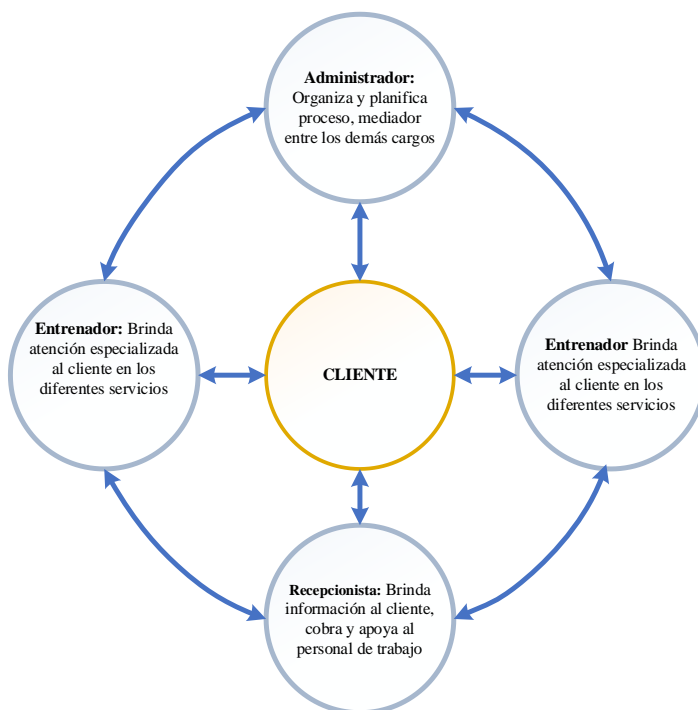 Administrador:
Organiza y planifica
proceso, mediador
entre los demás cargos
Entrenador: Brinda
atención especializada
al cliente en los
diferentes servicios
CLIENTE
Entrenador Brinda
atención especializada
al cliente en los
diferentes servicios
Recepcionista: Brinda
información al cliente,
cobra y apoya al
personal de trabajo